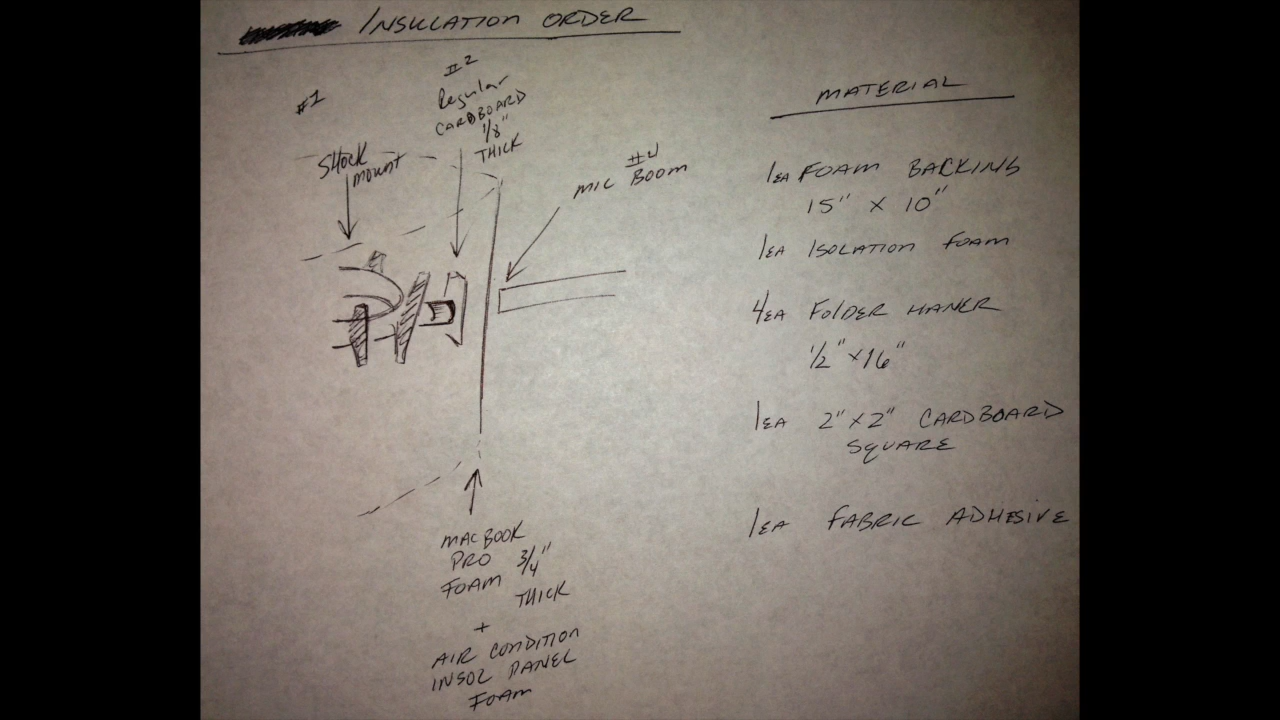 INSULATION ORDER
#1
SHOCK
MOUNT
#2
Regular
CARDBOARD
1/8"
THICK
#4
MIC BOOM
MACBOOK
PRO
FOAM 3/4"
THICK
+
AIR CONDITION
INSOL PANEL
FOAM
MATERIAL
1EA FOAM BACKING
15" X 10"
1EA ISOLATION FOAM
4EA FOLDER HANER
1/2" X 16"
1EA 2" X 2" CARDBOARD
SQUARE
1EA FABRIC ADHESIVE